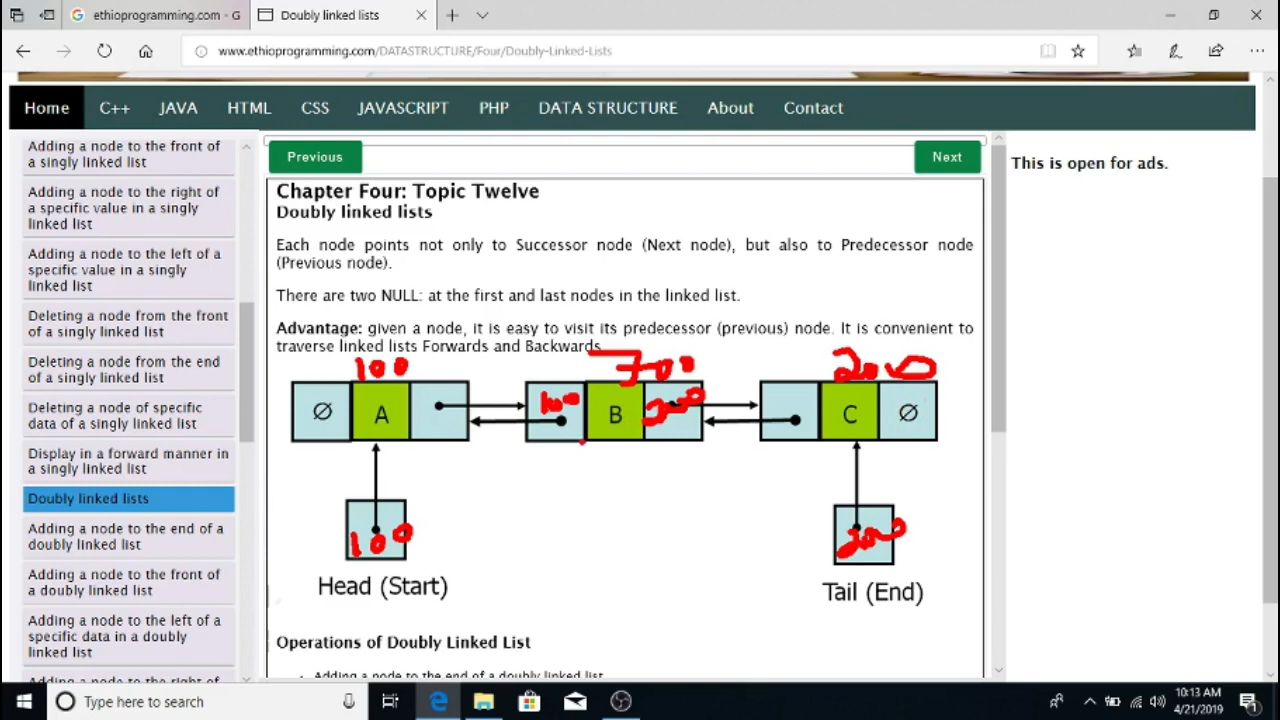 ethioprogramming.com - G
Doubly linked lists
www.ethioprogramming.com/DATASTRUCTURE/Four/Doubly-Linked-Lists
Home C++ JAVA HTML CSS JAVASCRIPT PHP DATA STRUCTURE About Contact
Adding a node to the front of
a singly linked list
Adding a node to the right of
a specific value in a singly
linked list
Adding a node to the left of a
specific value in a singly
linked list
Deleting a node from the front
of a singly linked list
Deleting a node from the end
of a singly linked list
Deleting a node of specific
data of a singly linked list
Display in a forward manner in
a singly linked list
Doubly linked lists
Adding a node to the end of a
doubly linked list
Adding a node to the front of
a doubly linked list
Adding a node to the left of a
specific data in a doubly
linked list
Adding a node to the right of
Previous Next
Chapter Four: Topic Twelve
Doubly linked lists
Each node points not only to Successor node (Next node), but also to Predecessor node
(Previous node).
There are two NULL: at the first and last nodes in the linked list.
Advantage: given a node, it is easy to visit its predecessor (previous) node. It is convenient to
traverse linked lists Forwards and Backwards.
100 700 200
∅ A 100 B 200 C ∅
100 200
Head (Start) Tail (End)
Operations of Doubly Linked List
Adding a node to the end of a doubly linked list
This is open for ads.
Type here to search
10:13 AM
4/21/2019
1